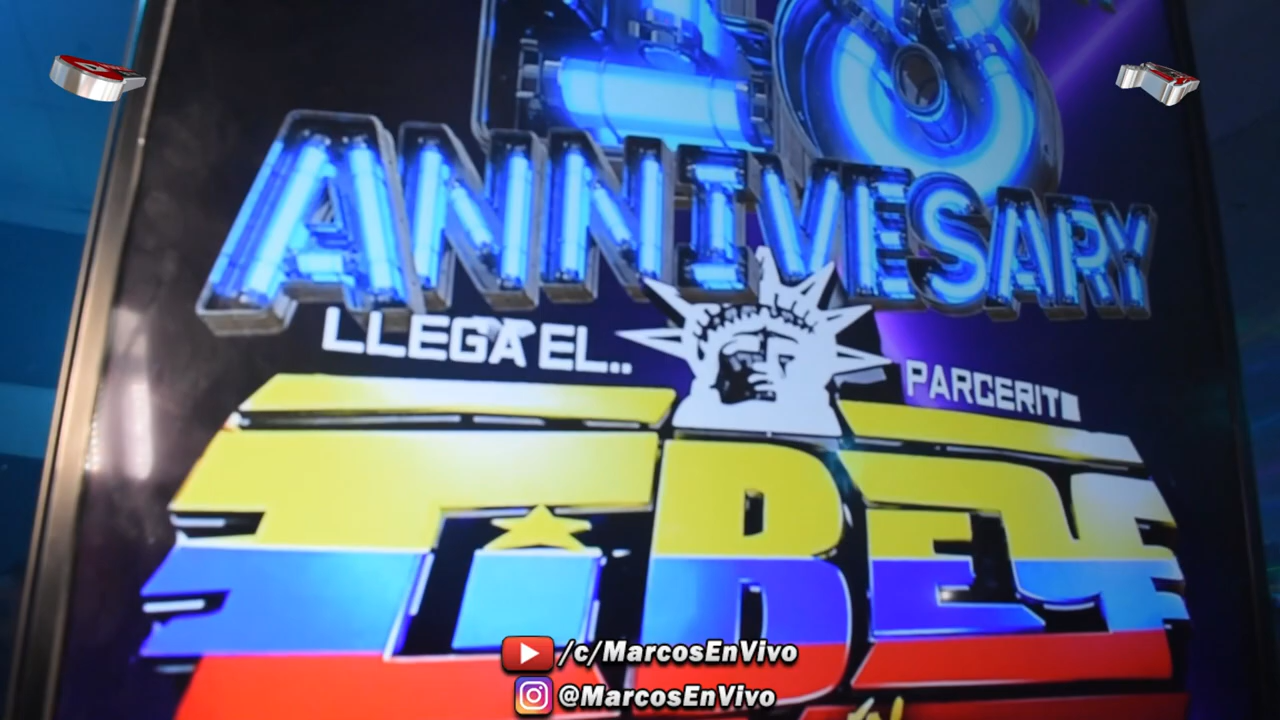 ANNIVESARY
LLEGA EL..
PARCERITO
TiBEY
/c/MarcosEnVivo
@MarcosEnVivo